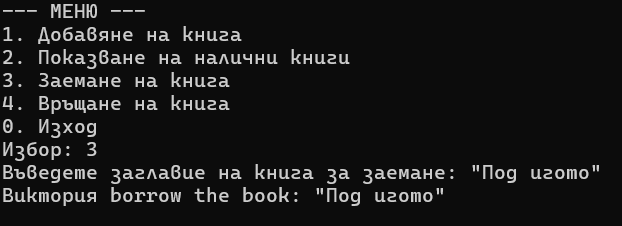 --- МЕНЮ ---
1. Добавяне на книга
2. Показване на налични книги
3. Заемане на книга
4. Връщане на книга
0. Изход
Избор: 3
Въведете заглавие на книга за заемане: "Под игото"
Виктория borrow the book: "Под игото"